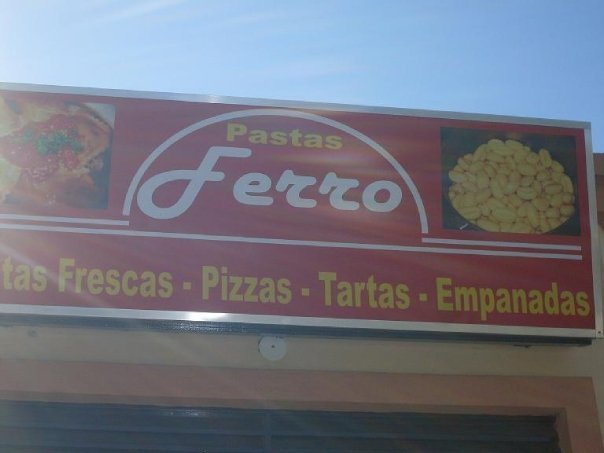 Pastas
Ferro
tas Frescas - Pizzas - Tartas - Empanadas